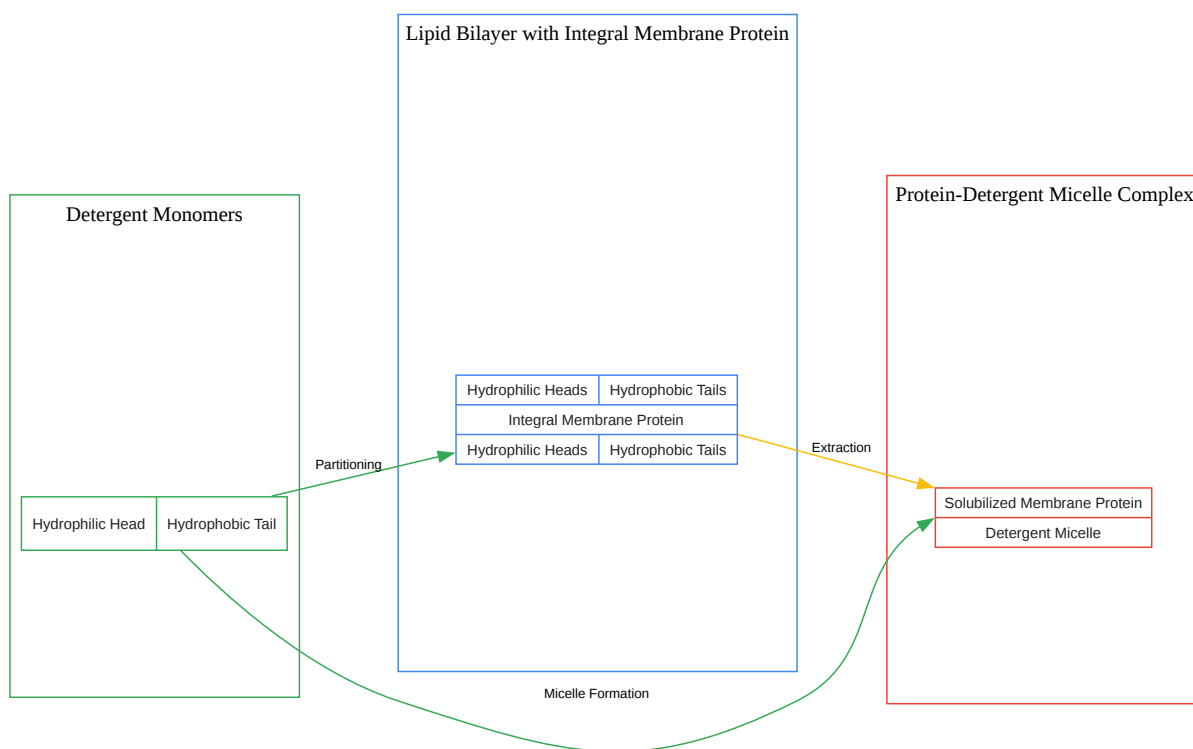 Lipid Bilayer with Integral Membrane Protein
Detergent Monomers
Protein-Detergent Micelle Complex
Hydrophilic Heads
Hydrophobic Tails
Integral Membrane Protein
Hydrophilic Heads
Hydrophobic Tails
Partitioning
Extraction
Hydrophilic Head
Hydrophobic Tail
Solubilized Membrane Protein
Detergent Micelle
Micelle Formation